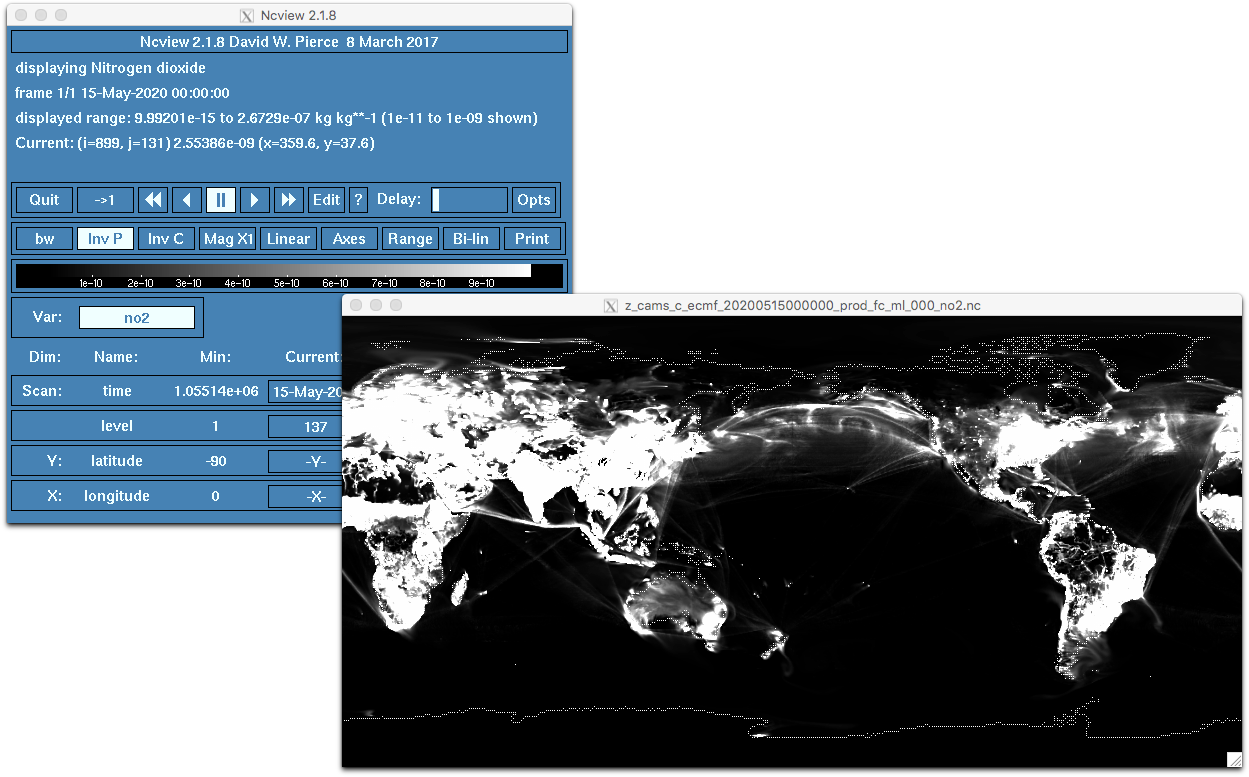 Ncview 2.1.8
Ncview 2.1.8 David W. Pierce  8 March 2017
displaying Nitrogen dioxide
frame 1/1 15-May-2020 00:00:00
displayed range: 9.99201e-15 to 2.6729e-07 kg kg**-1 (1e-11 to 1e-09 shown)
Current: (i=899, j=131) 2.55386e-09 (x=359.6, y=37.6)
Quit ->1 Edit ? Delay: Opts
bw Inv P Inv C Mag X1 Linear Axes Range Bi-lin Print
1e-10 2e-10 3e-10 4e-10 5e-10 6e-10 7e-10 8e-10 9e-10
z_cams_c_ecmf_20200515000000_prod_fc_ml_000_no2.nc
Var: no2
Dim: Name: Min: Current:
Scan: time 1.05514e+06 15-May-20
level 1 137
Y: latitude -90 -Y-
X: longitude 0 -X-